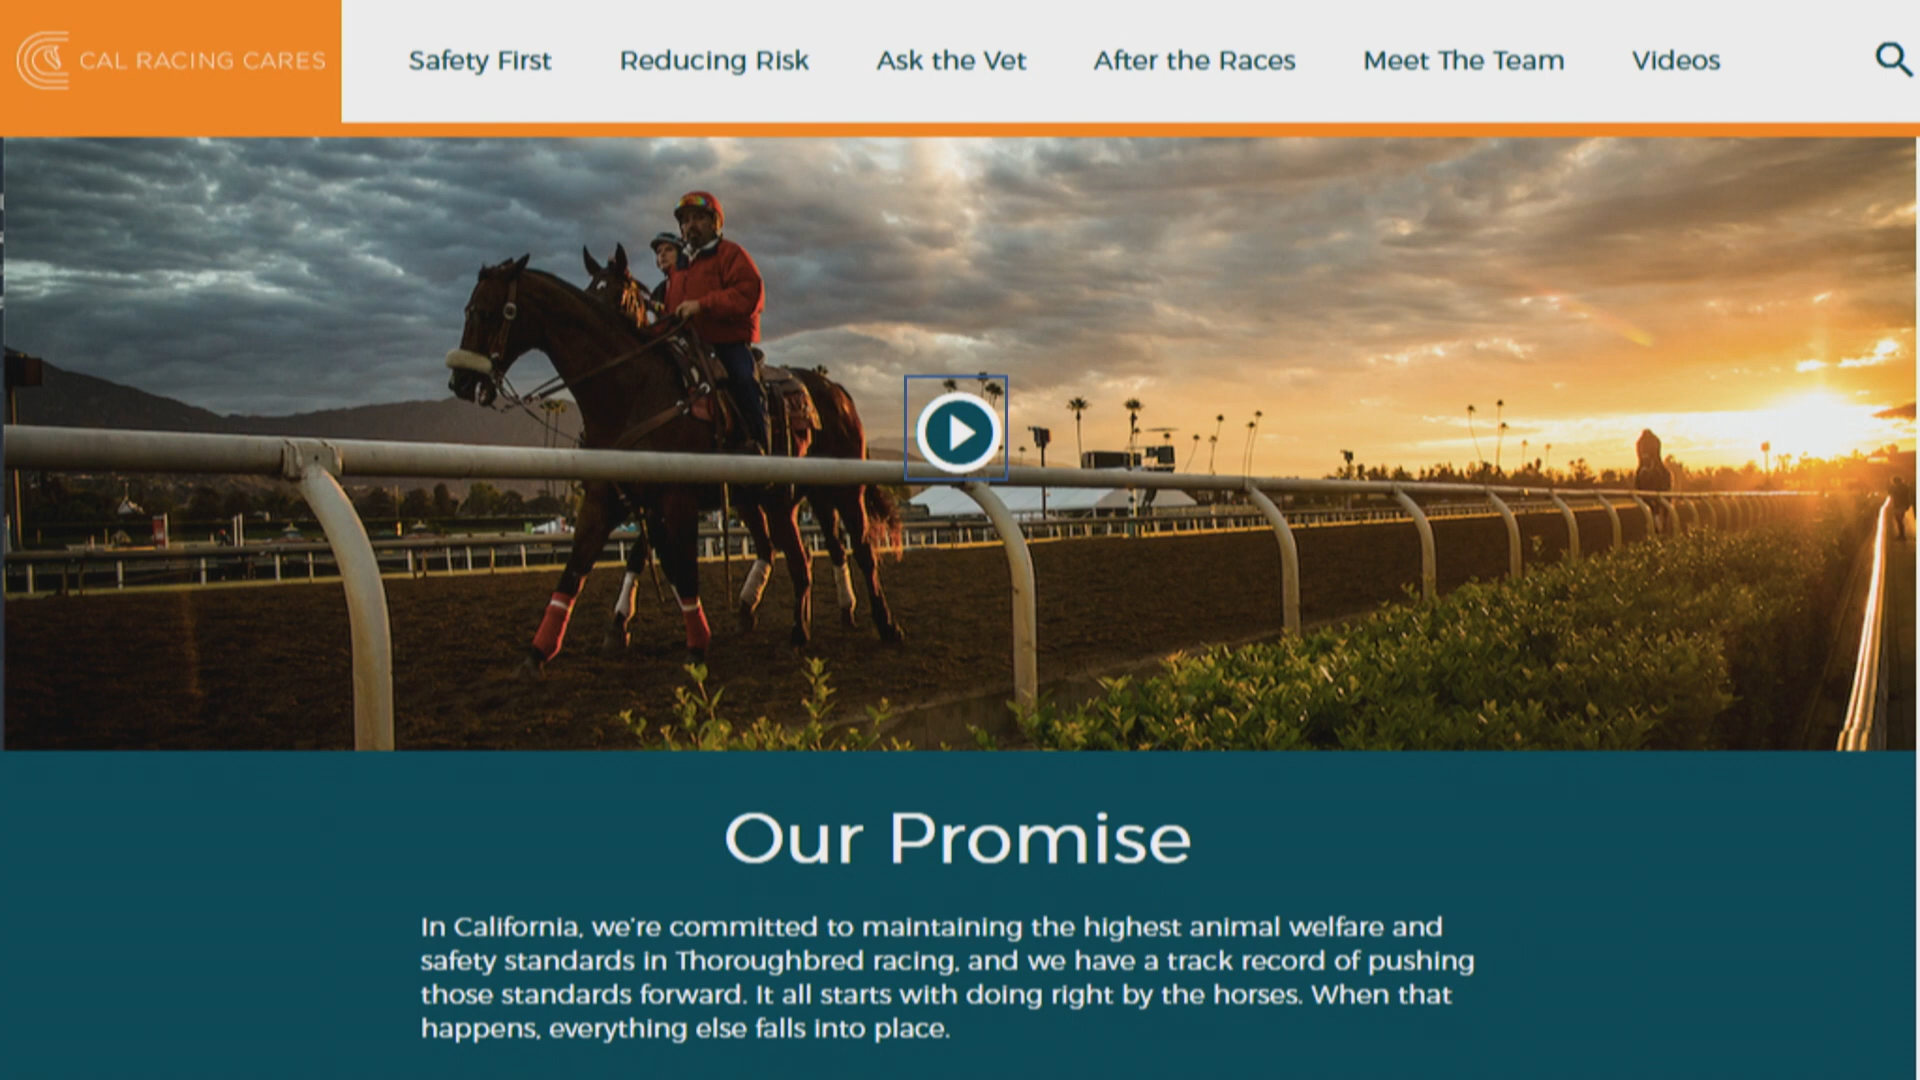 CAL RACING CARES
Safety First
Reducing Risk
Ask the Vet
After the Races
Meet The Team
Videos
Our Promise
In California, we're committed to maintaining the highest animal welfare and
safety standards in Thoroughbred racing, and we have a track record of pushing
those standards forward. It all starts with doing right by the horses. When that
happens, everything else falls into place.